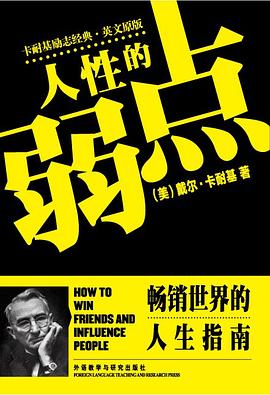 卡耐基励志经典·英文原版
人性的
弱点
(美)戴尔·卡耐基 著
HOW TO
WIN
FRIENDS AND
INFLUENCE
PEOPLE
畅销世界的
人生指南
外语教学与研究出版社
FOREIGN LANGUAGE TEACHING AND RESEARCH PRESS